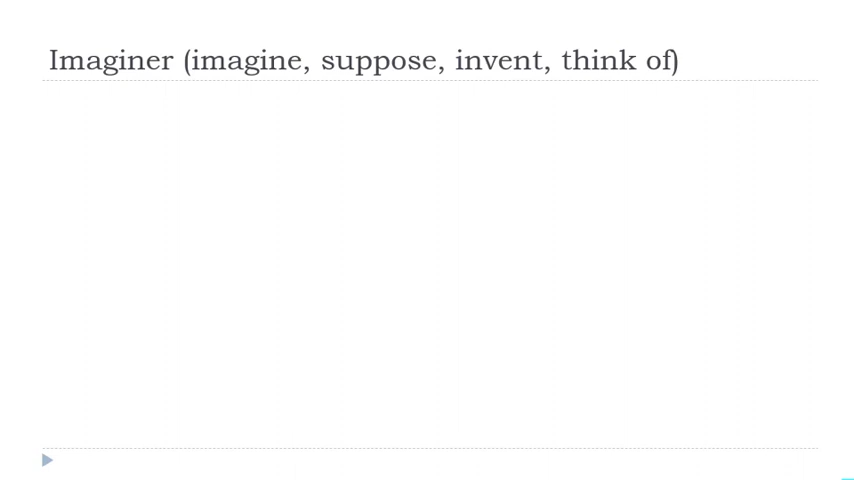 Imaginer (imagine, suppose, invent, think of)